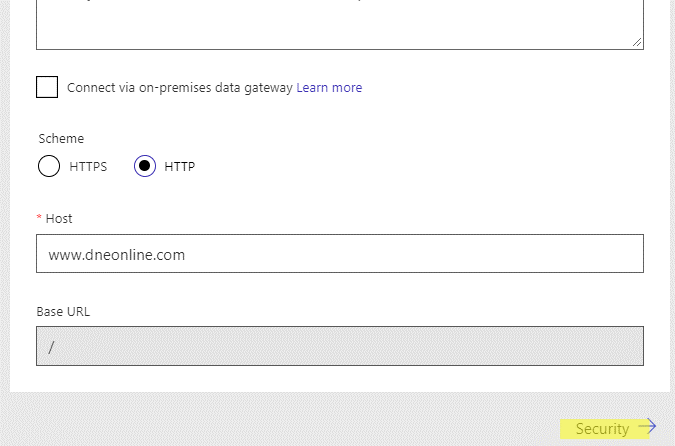 Connect via on-premises data gateway Learn more
Scheme
HTTPS HTTP
* Host
www.dneonline.com
Base URL
/
Security →